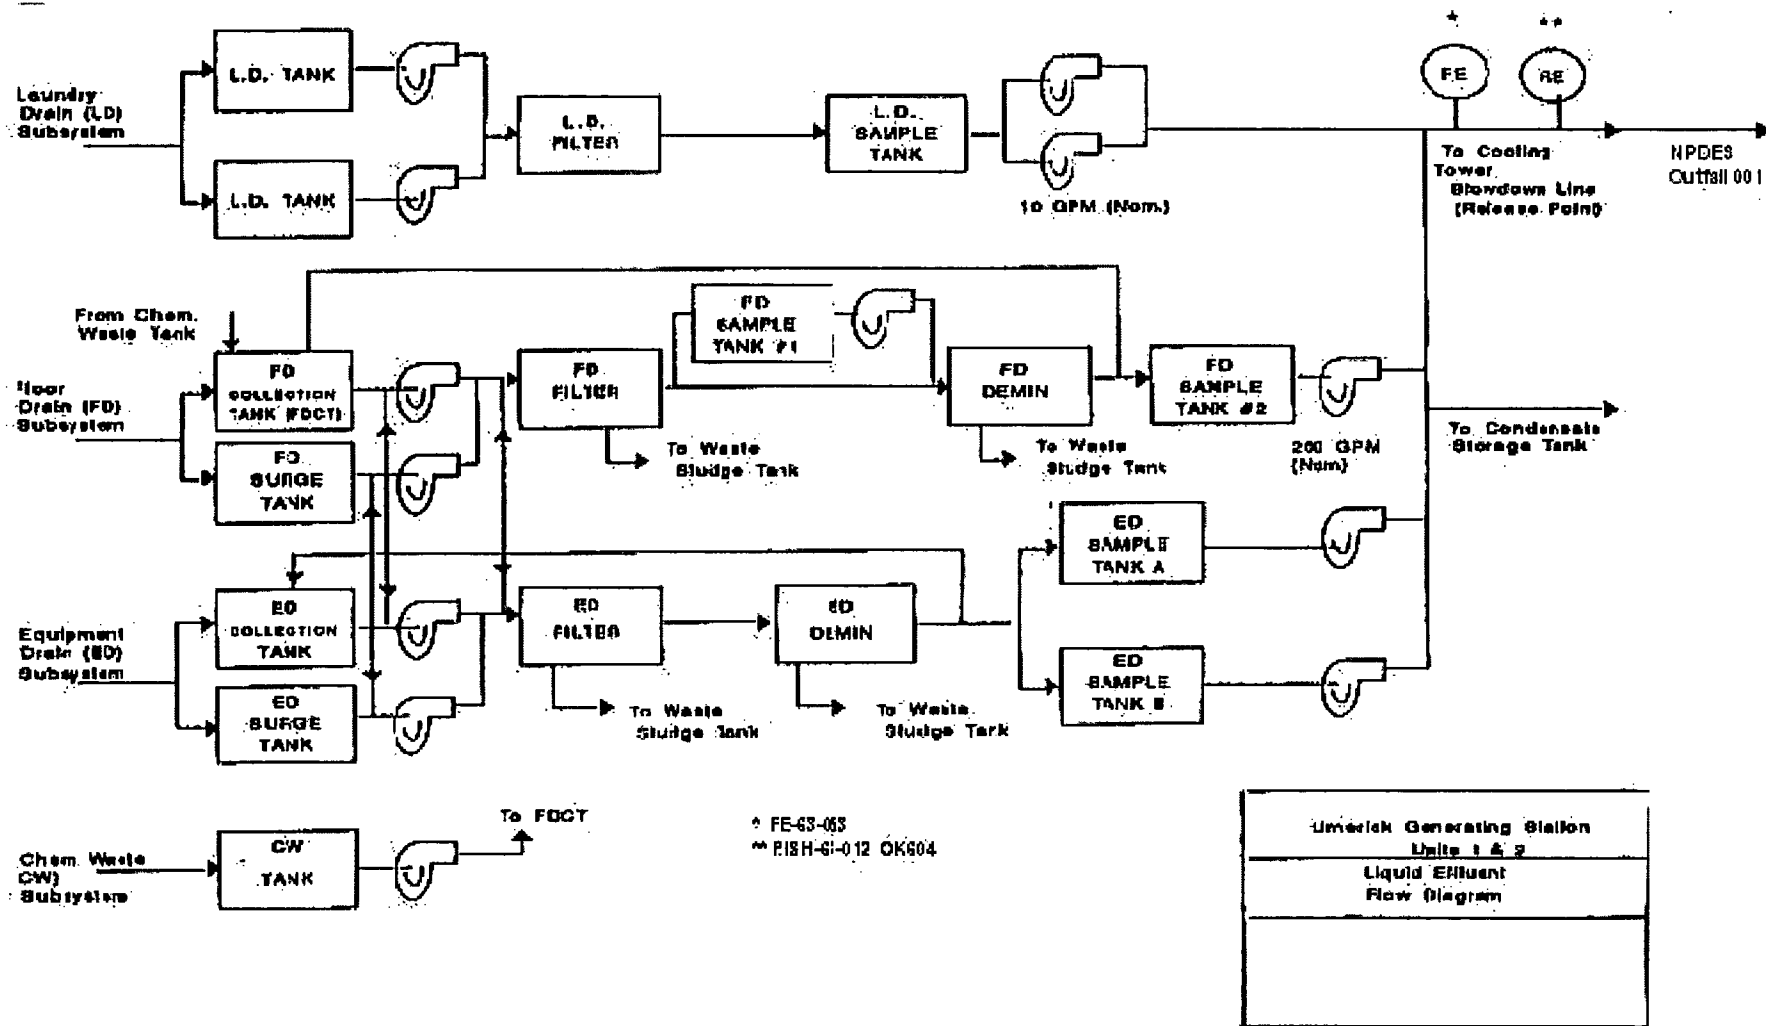 *
**
FE
RE
L.D. TANK
Laundry
Drain (LD)
Subsystem
L.D.
FILTER
L.D.
SAMPLE
TANK
L.D. TANK
10 GPM (Nom.)
To Cooling
Tower
Blowdown Line
(Release Point)
NPDES
Outfall 001
From Chem.
Waste Tank
FD
SAMPLE
TANK #1
FD
COLLECTION
TANK (FDCT)
FD
FILTER
FD
DEMIN
FD
SAMPLE
TANK #2
Floor
Drain (FD)
Subsystem
To Waste
Sludge Tank
To Waste
Sludge Tank
GPM
(Nom)
To Condensate
Storage Tank
FD
SURGE
TANK
ED
SAMPLE
TANK A
ED
COLLECTION
TANK
ED
FILTER
ED
DEMIN
Equipment
Drain (ED)
Subsystem
ED
SAMPLE
TANK B
ED
SURGE
TANK
To Waste
Sludge Tank
To Waste
Sludge Tank
To FDCT
CW
TANK
Chem. Waste
CW)
Subsystem
*
**
Limerick Generating Station
Units 1 & 2
Liquid Effluent
Flow Diagram